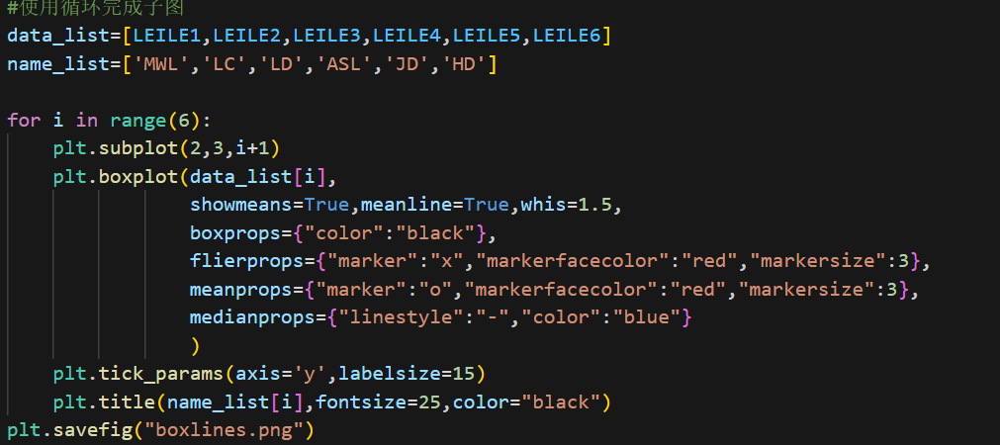 #使用循环完成子图
data_list=[LEILE1,LEILE2,LEILE3,LEILE4,LEILE5,LEILE6]
name_list=['MWL','LC','LD','ASL','JD','HD']
for i in range(6):
    plt.subplot(2,3,i+1)
    plt.boxplot(data_list[i],
                showmeans=True,meanline=True,whis=1.5,
                boxprops={"color":"black"},
                flierprops={"marker":"x","markerfacecolor":"red","markersize":3},
                meanprops={"marker":"o","markerfacecolor":"red","markersize":3},
                medianprops={"linestyle":"-","color":"blue"}
                )
    plt.tick_params(axis='y',labelsize=15)
    plt.title(name_list[i],fontsize=25,color="black")
plt.savefig("boxlines.png")